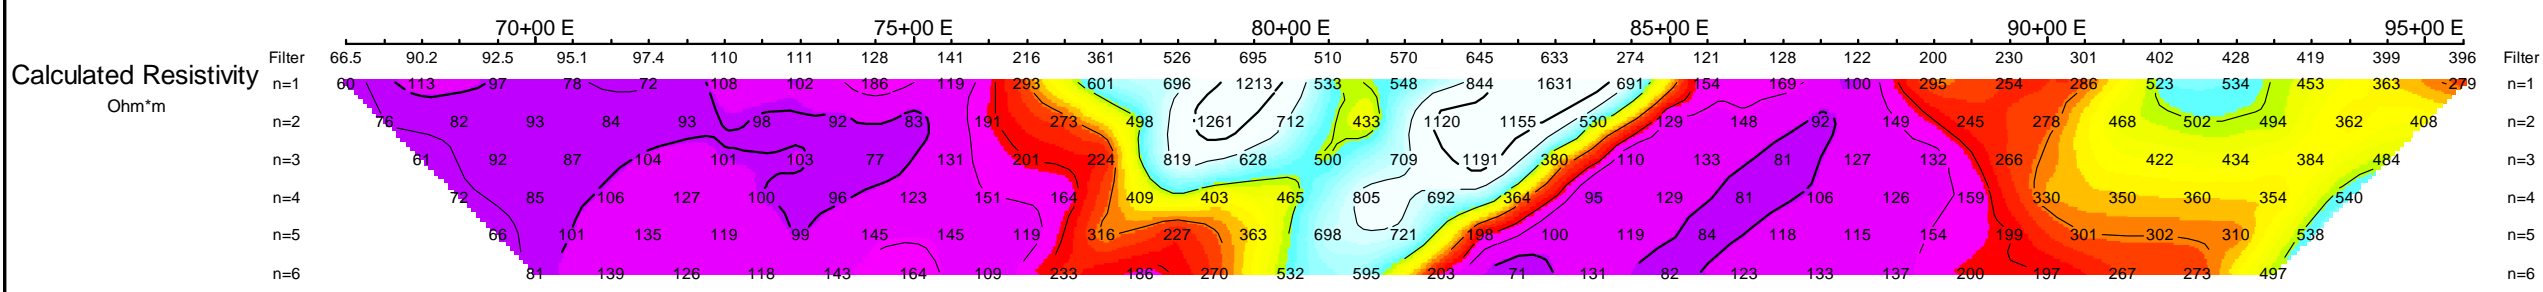 70+00 E 75+00 E 80+00 E 85+00 E 90+00 E 95+00 E
Filter 66.5 90.2 92.5 95.1 97.4 110 111 128 141 216 361 526 695 510 570 645 633 274 121 128 122 200 230 301 402 428 419 399 396 Filter
Calculated Resistivity
Ohm*m
n=1 60 113 97 78 72 108 102 186 119 293 601 696 1213 533 548 844 1631 691 154 169 100 295 254 286 523 534 453 363 279 n=1
n=2 76 82 93 84 93 98 92 83 191 273 498 1261 712 433 1120 1155 530 129 148 92 149 245 278 468 502 494 362 408 n=2
n=3 61 92 87 104 101 103 77 131 201 224 819 628 500 709 1191 380 110 133 81 127 132 266 422 434 384 484 n=3
n=4 72 85 106 127 100 96 123 151 164 409 403 465 805 692 364 95 129 81 106 126 159 330 350 360 354 540 n=4
n=5 66 101 135 119 99 145 145 119 316 227 363 698 721 198 100 119 84 118 115 154 199 301 302 310 538 n=5
n=6 81 139 126 118 143 164 109 233 186 270 532 595 203 71 131 82 123 133 137 200 197 267 273 497 n=6